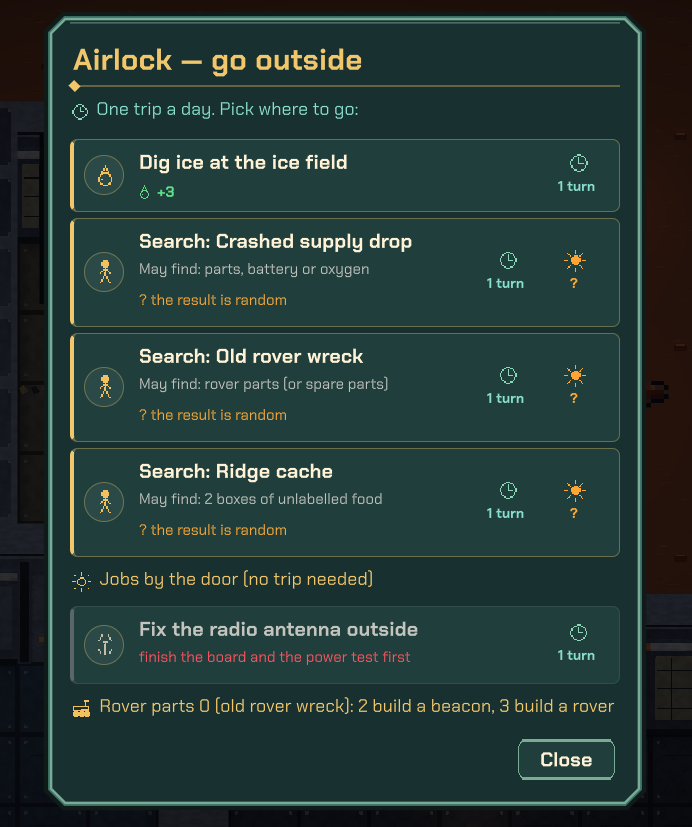 Airlock — go outside
One trip a day. Pick where to go:
Dig ice at the ice field
+3
1 turn
Search: Crashed supply drop
May find: parts, battery or oxygen
? the result is random
1 turn
?
Search: Old rover wreck
May find: rover parts (or spare parts)
? the result is random
1 turn
?
Search: Ridge cache
May find: 2 boxes of unlabelled food
? the result is random
1 turn
?
Jobs by the door (no trip needed)
Fix the radio antenna outside
finish the board and the power test first
1 turn
Rover parts 0 (old rover wreck): 2 build a beacon, 3 build a rover
Close